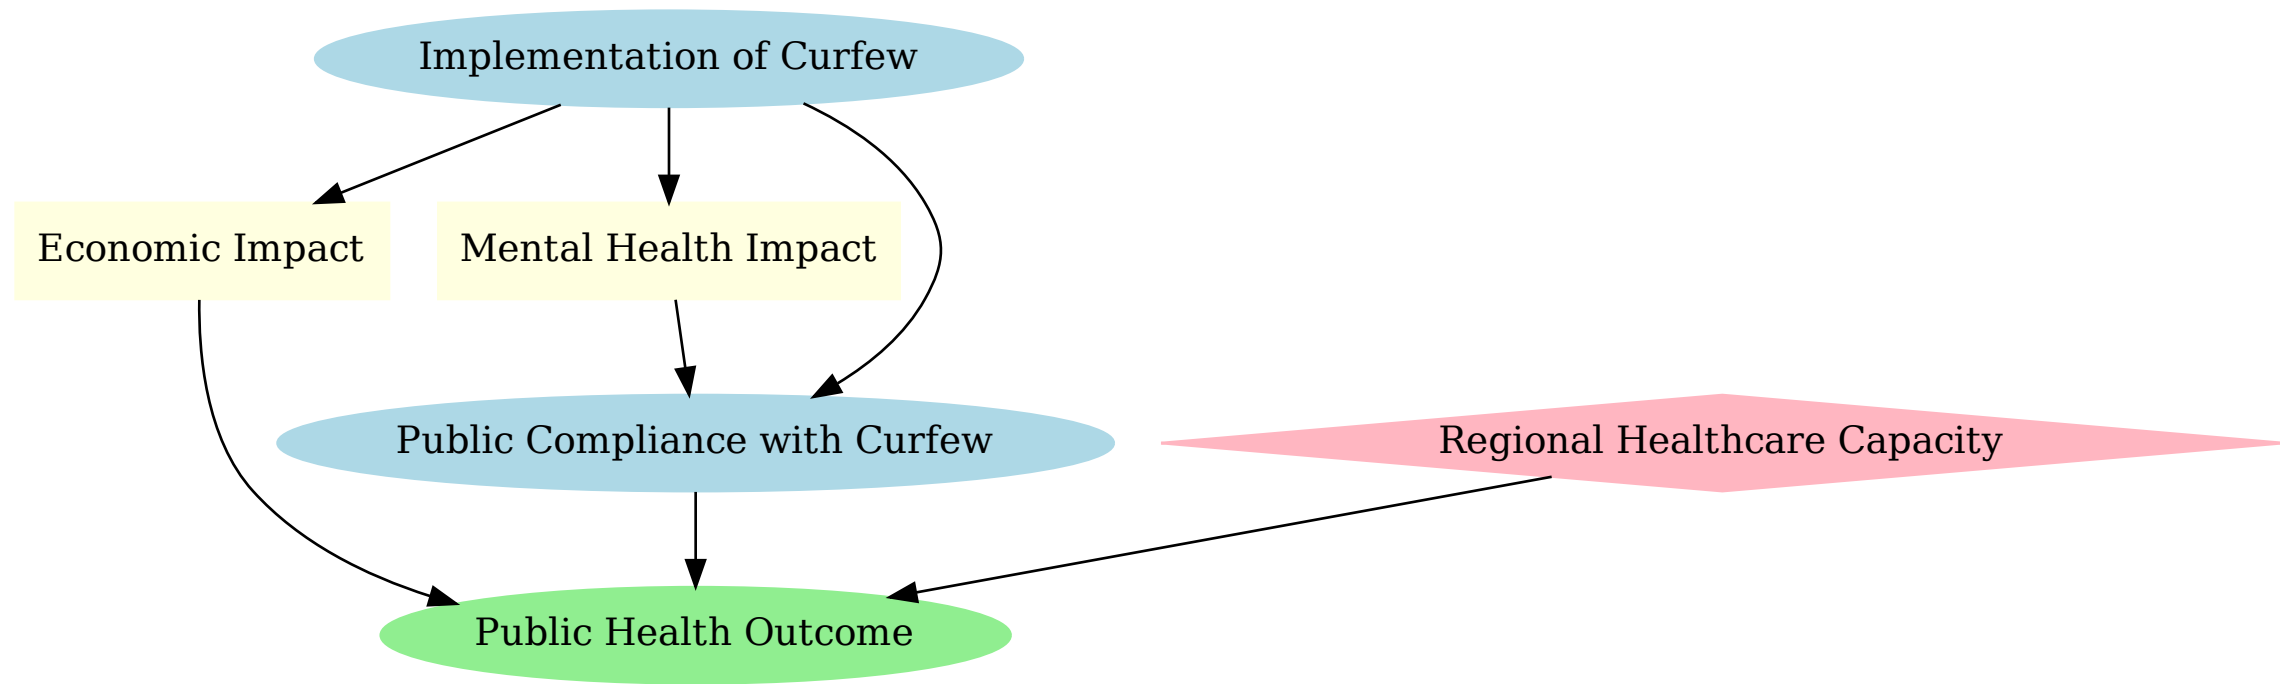 Implementation of Curfew
Economic Impact
Mental Health Impact
Public Compliance with Curfew
Regional Healthcare Capacity
Public Health Outcome